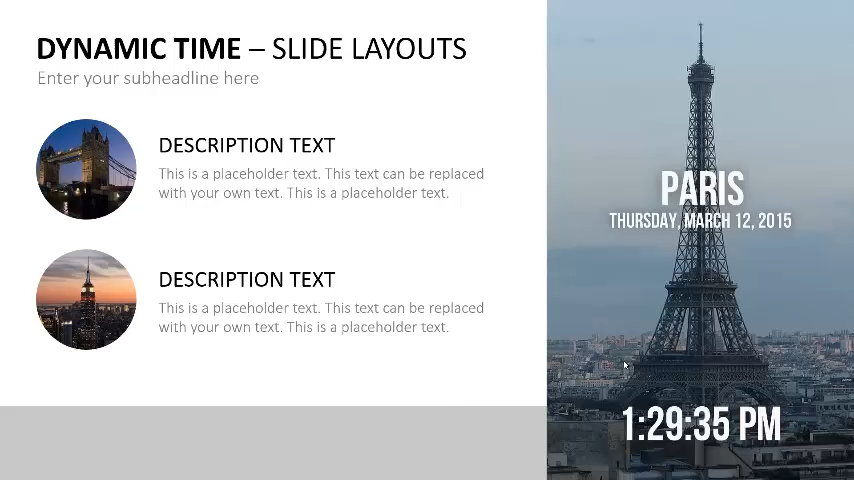 DYNAMIC TIME – SLIDE LAYOUTS
Enter your subheadline here
DESCRIPTION TEXT
This is a placeholder text. This text can be replaced
with your own text. This is a placeholder text.
DESCRIPTION TEXT
This is a placeholder text. This text can be replaced
with your own text. This is a placeholder text.
PARIS
THURSDAY, MARCH 12, 2015
1:29:35 PM